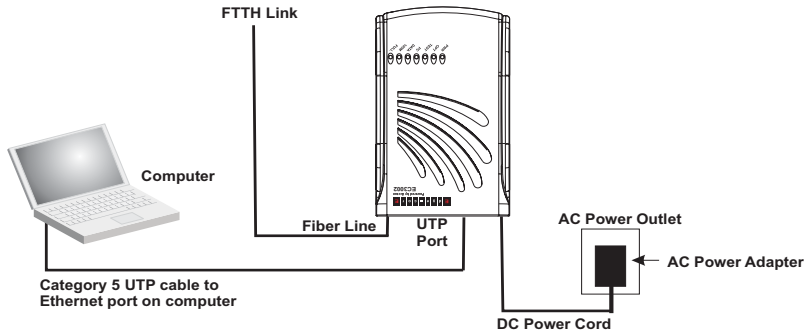 FTTH Link
Computer
Fiber Line
UTP
Port
EC3002
AC Power Outlet
AC Power Adapter
Category 5 UTP cable to
Ethernet port on computer
DC Power Cord